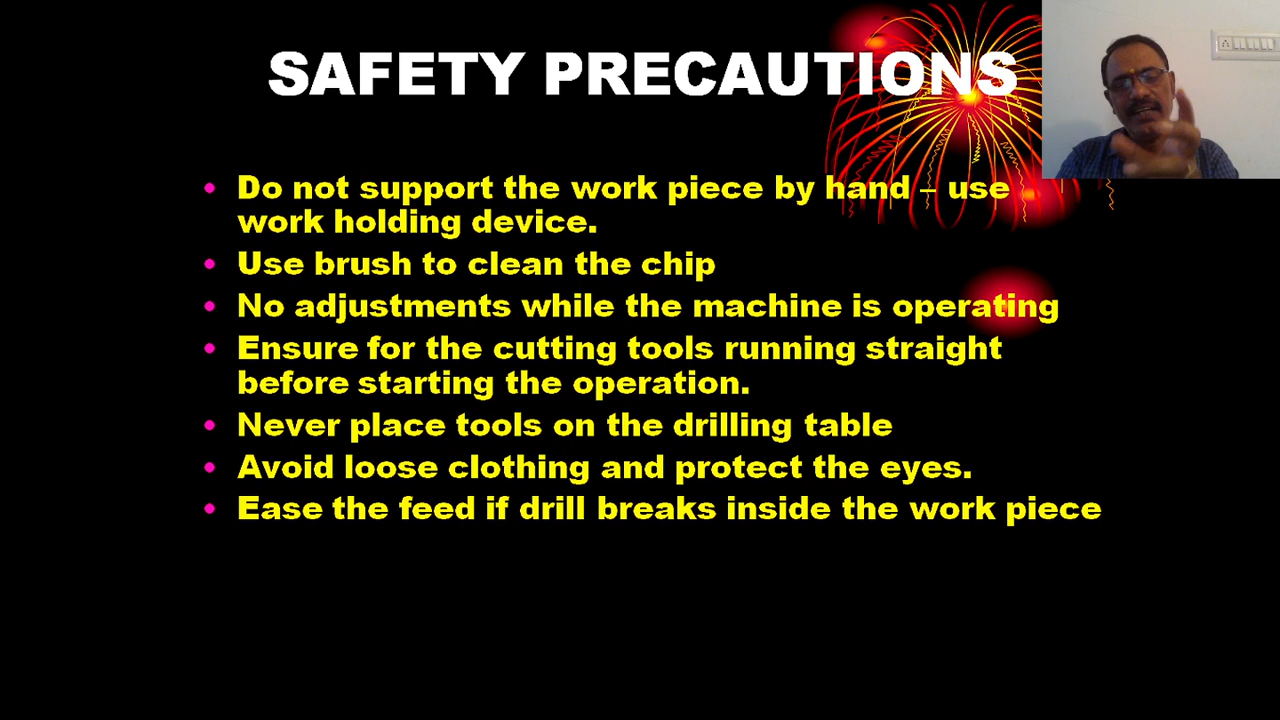 SAFETY PRECAUTIONS
• Do not support the work piece by hand – use
work holding device.
• Use brush to clean the chip
• No adjustments while the machine is operating
• Ensure for the cutting tools running straight
before starting the operation.
• Never place tools on the drilling table
• Avoid loose clothing and protect the eyes.
• Ease the feed if drill breaks inside the work piece